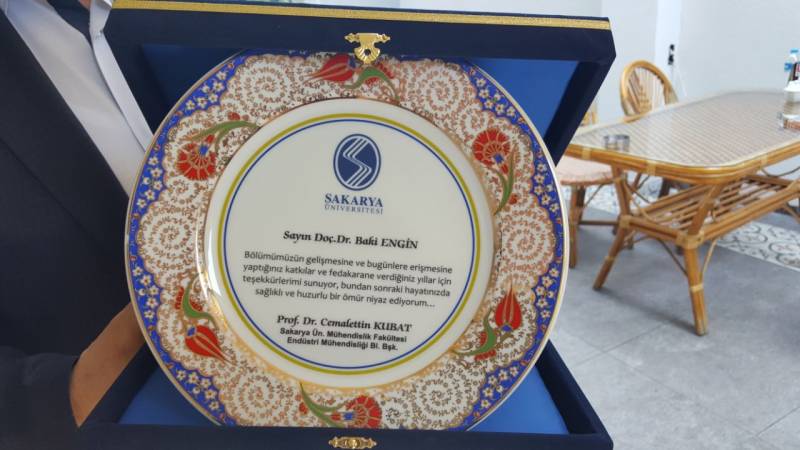 SAKARYA
ÜNİVERSİTESİ
Sayın Doç.Dr. Baki ENGİN
Bölümümüzün gelişmesine ve bugünlere erişmesine
yaptığınız katkılar ve fedakarane verdiğiniz yıllar için
teşekkürlerimi sunuyor, bundan sonraki hayatınızda
sağlıklı ve huzurlu bir ömür niyaz ediyorum...
Prof. Dr. Cemalettin KUBAT
Sakarya Ün. Mühendislik Fakültesi
Endüstri Mühendisliği Bl. Bşk.